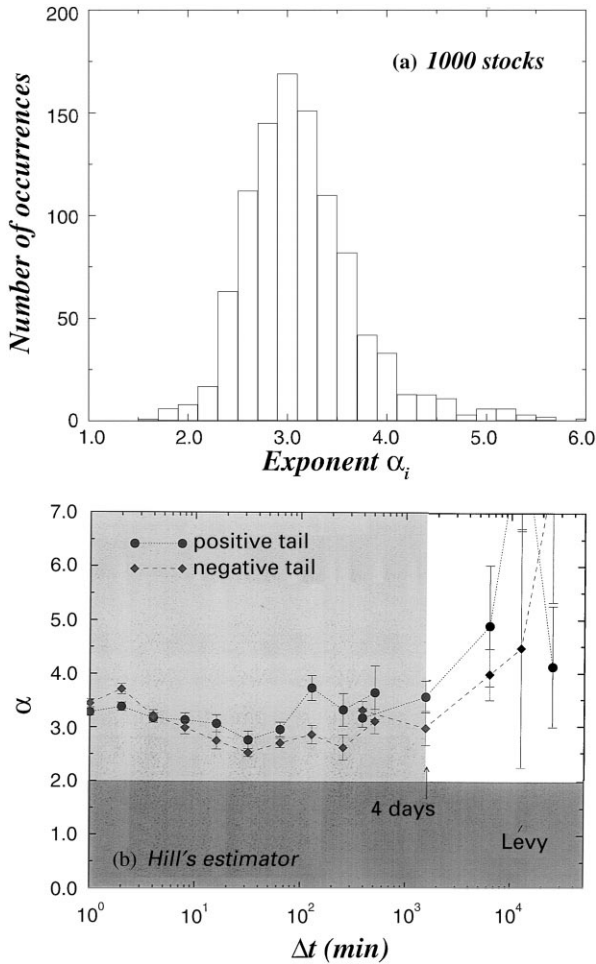 200
(a) 1000 stocks
150
100
50
0
Number of occurrences
1.0 2.0 3.0 4.0 5.0 6.0
Exponent αi
7.0
6.0
5.0
4.0
3.0
2.0
1.0
0.0
α
positive tail
negative tail
4 days
Levy
(b) Hill's estimator
10⁰ 10¹ 10² 10³ 10⁴
Δt (min)